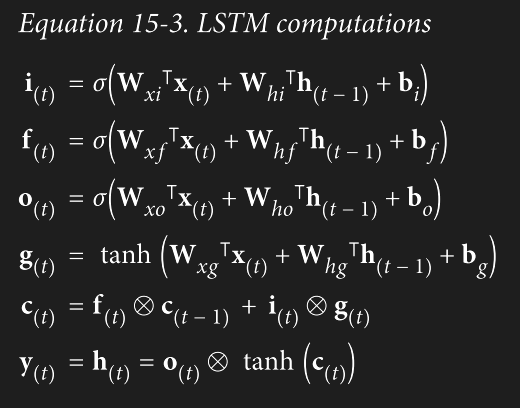 Equation 15-3. LSTM computations
i(t) = σ(Wxi⊤x(t) + Whi⊤h(t − 1) + bi)
f(t) = σ(Wxf⊤x(t) + Whf⊤h(t − 1) + bf)
o(t) = σ(Wxo⊤x(t) + Who⊤h(t − 1) + bo)
g(t) = tanh (Wxg⊤x(t) + Whg⊤h(t − 1) + bg)
c(t) = f(t) ⊗ c(t − 1) + i(t) ⊗ g(t)
y(t) = h(t) = o(t) ⊗ tanh (c(t))